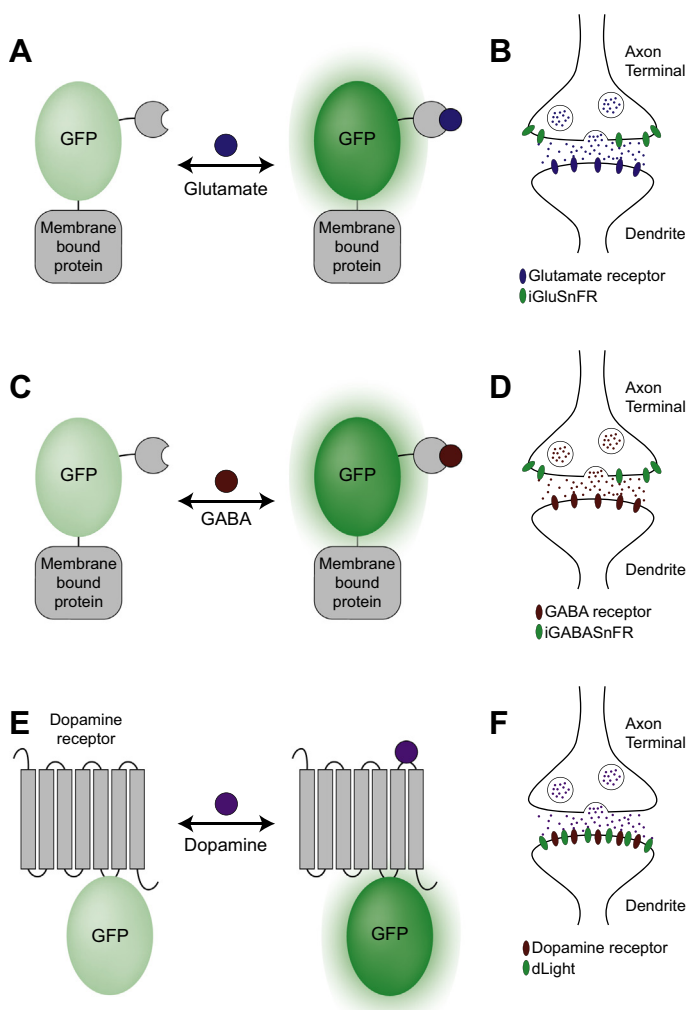 A
GFP
Glutamate
GFP
Membrane
bound
protein
Membrane
bound
protein
B
Axon
Terminal
Dendrite
Glutamate receptor
iGluSnFR
C
GFP
GABA
GFP
Membrane
bound
protein
Membrane
bound
protein
D
Axon
Terminal
Dendrite
GABA receptor
iGABASnFR
E
Dopamine
receptor
Dopamine
GFP
GFP
F
Axon
Terminal
Dendrite
Dopamine receptor
dLight